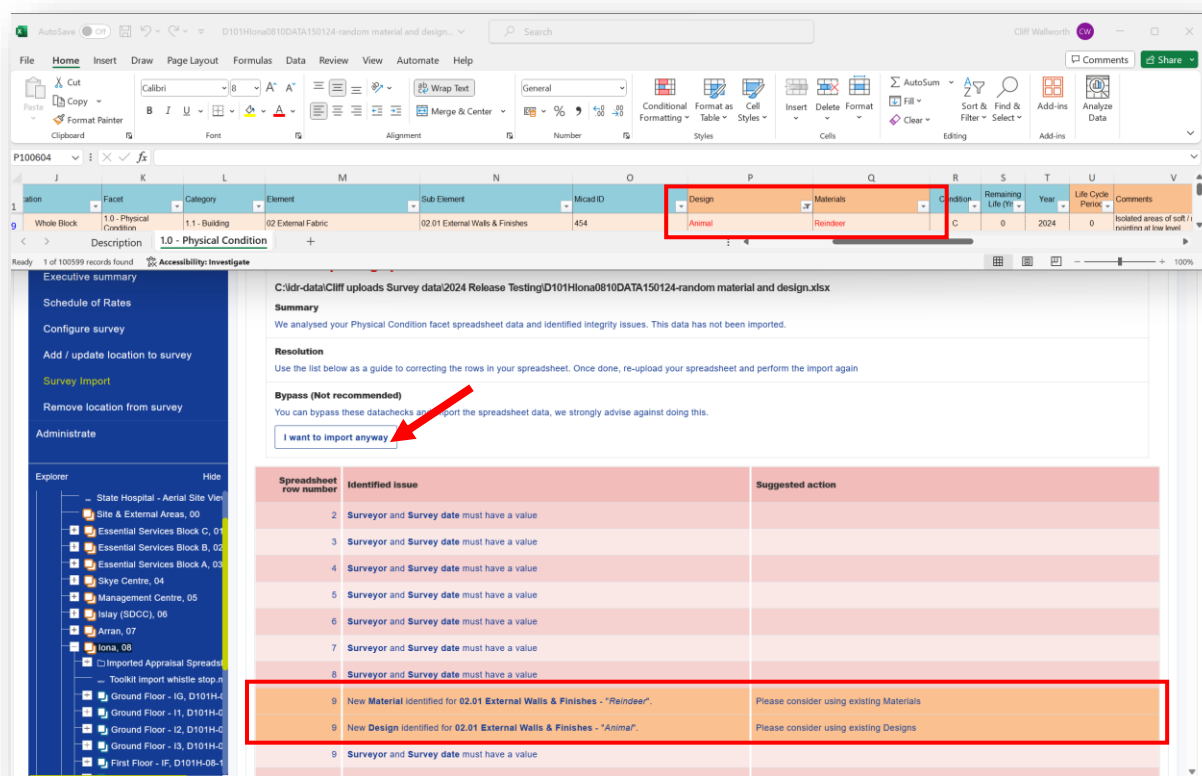 AutoSave Off D101HIona0810DATA150124-random material and design... Search Cliff Wallworth CW
File Home Insert Draw Page Layout Formulas Data Review View Automate Help Comments Share
Paste Cut Calibri 8 A^ A˅ Wrap Text General Conditional Formatting Format as Table Cell Styles Insert Delete Format AutoSum Sort & Filter Find & Select Add-ins Analyze Data
Copy B I U A Merge & Center % Fill
Format Painter Clear
Clipboard Font Alignment Number Styles Cells Editing Add-ins
P100604 fx
J K L M N O P Q R S T U V
1 ation Facet Category Element Sub Element Micad ID Design Materials Condition Remaining Life (Yrs Year Life Cycle Period Comments
9 Whole Block 1.0 - Physical Condition 1.1 - Building 02 External Fabric 02.01 External Walls & Finishes 454 Animal Reindeer C 0 2024 0 Isolated areas of soft / pointing at low level
Description 1.0 - Physical Condition +
Ready 1 of 100599 records found Accessibility: Investigate 100%
Executive summary
Schedule of Rates
Configure survey
Add / update location to survey
Survey Import
Remove location from survey
Administrate
Explorer Hide
State Hospital - Aerial Site View
Site & External Areas, 00
Essential Services Block C, 01
Essential Services Block B, 02
Essential Services Block A, 03
Skye Centre, 04
Management Centre, 05
Islay (SDCC), 06
Arran, 07
Iona, 08
Imported Appraisal Spreads
Toolkit import whistle stop.m
Ground Floor - IG, D101H-0
Ground Floor - I1, D101H-0
Ground Floor - I2, D101H-0
Ground Floor - I3, D101H-0
First Floor - IF, D101H-08-1
C:\idr-data\Cliff uploads Survey data\2024 Release Testing\D101HIona0810DATA150124-random material and design.xlsx
Summary
We analysed your Physical Condition facet spreadsheet data and identified integrity issues. This data has not been imported.
Resolution
Use the list below as a guide to correcting the rows in your spreadsheet. Once done, re-upload your spreadsheet and perform the import again
Bypass (Not recommended)
You can bypass these datachecks and import the spreadsheet data, we strongly advise against doing this.
I want to import anyway
Spreadsheet row number Identified issue Suggested action
2 Surveyor and Survey date must have a value
3 Surveyor and Survey date must have a value
4 Surveyor and Survey date must have a value
5 Surveyor and Survey date must have a value
6 Surveyor and Survey date must have a value
7 Surveyor and Survey date must have a value
8 Surveyor and Survey date must have a value
9 New Material identified for 02.01 External Walls & Finishes - "Reindeer". Please consider using existing Materials
9 New Design identified for 02.01 External Walls & Finishes - "Animal". Please consider using existing Designs
9 Surveyor and Survey date must have a value